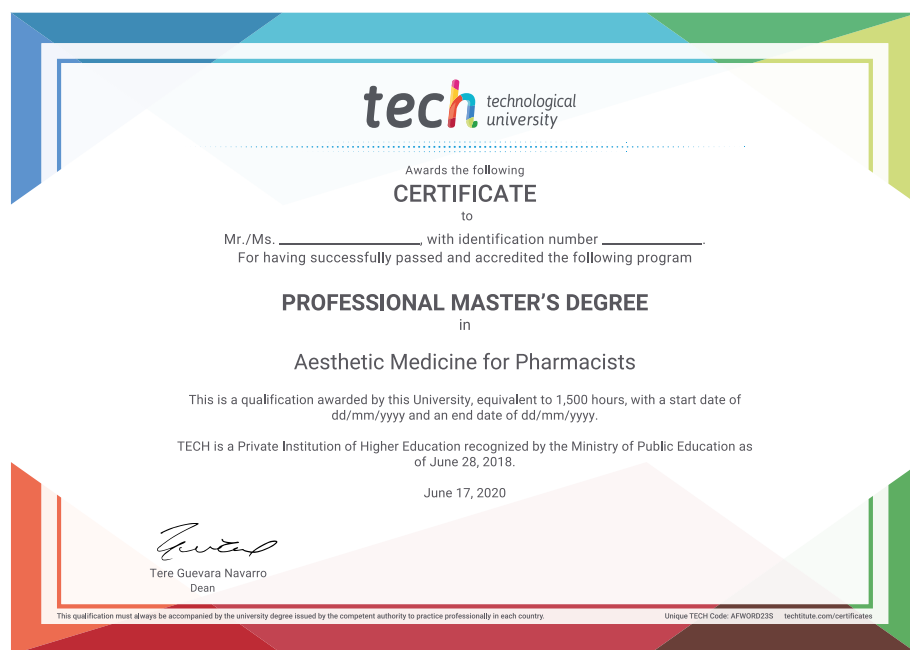 tech technological
university
Awards the following
CERTIFICATE
to
Mr./Ms. ____________, with identification number ____________.
For having successfully passed and accredited the following program
PROFESSIONAL MASTER'S DEGREE
in
Aesthetic Medicine for Pharmacists
This is a qualification awarded by this University, equivalent to 1,500 hours, with a start date of
dd/mm/yyyy and an end date of dd/mm/yyyy.
TECH is a Private Institution of Higher Education recognized by the Ministry of Public Education as
of June 28, 2018.
June 17, 2020
Tere Guevara Navarro
Dean
This qualification must always be accompanied by the university degree issued by the competent authority to practice professionally in each country. Unique TECH Code: AFWORD23S techtitute.com/certificates